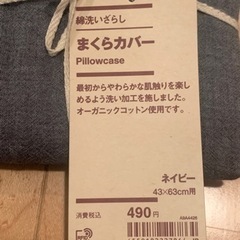 綿洗いざらし
まくらカバー
Pillowcase
最初からやわらかな肌触りを楽し
めるよう洗い加工を施しました。
オーガニックコットン使用です。
ネイビー
43×63cm用
消費税込 490円